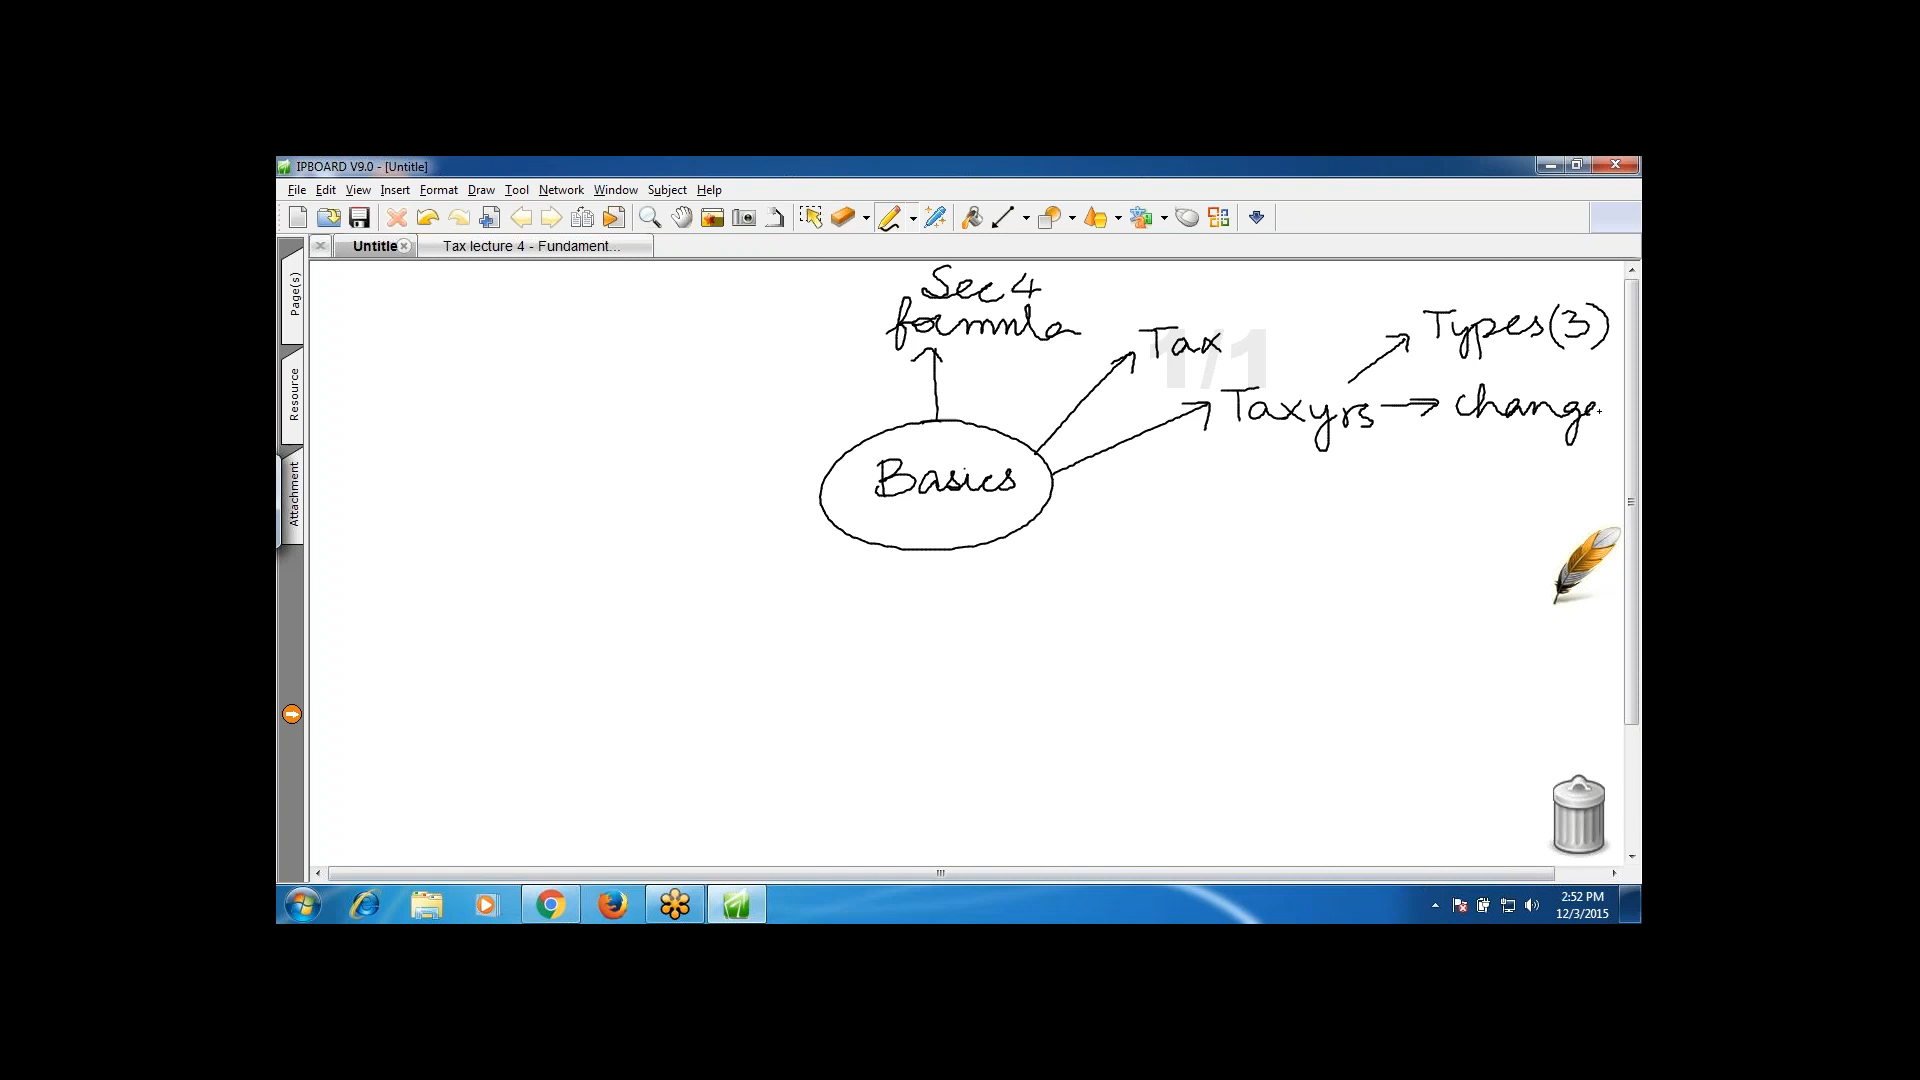 IPBOARD V9.0 - [Untitle]
File Edit View Insert Format Draw Tool Network Window Subject Help
Untitle
Tax lecture 4 - Fundament...
Page(s)
Resource
Attachment
1/1
Sec 4
formula
Tax
Types (3)
Tax yrs
change
Basics
2:52 PM
12/3/2015